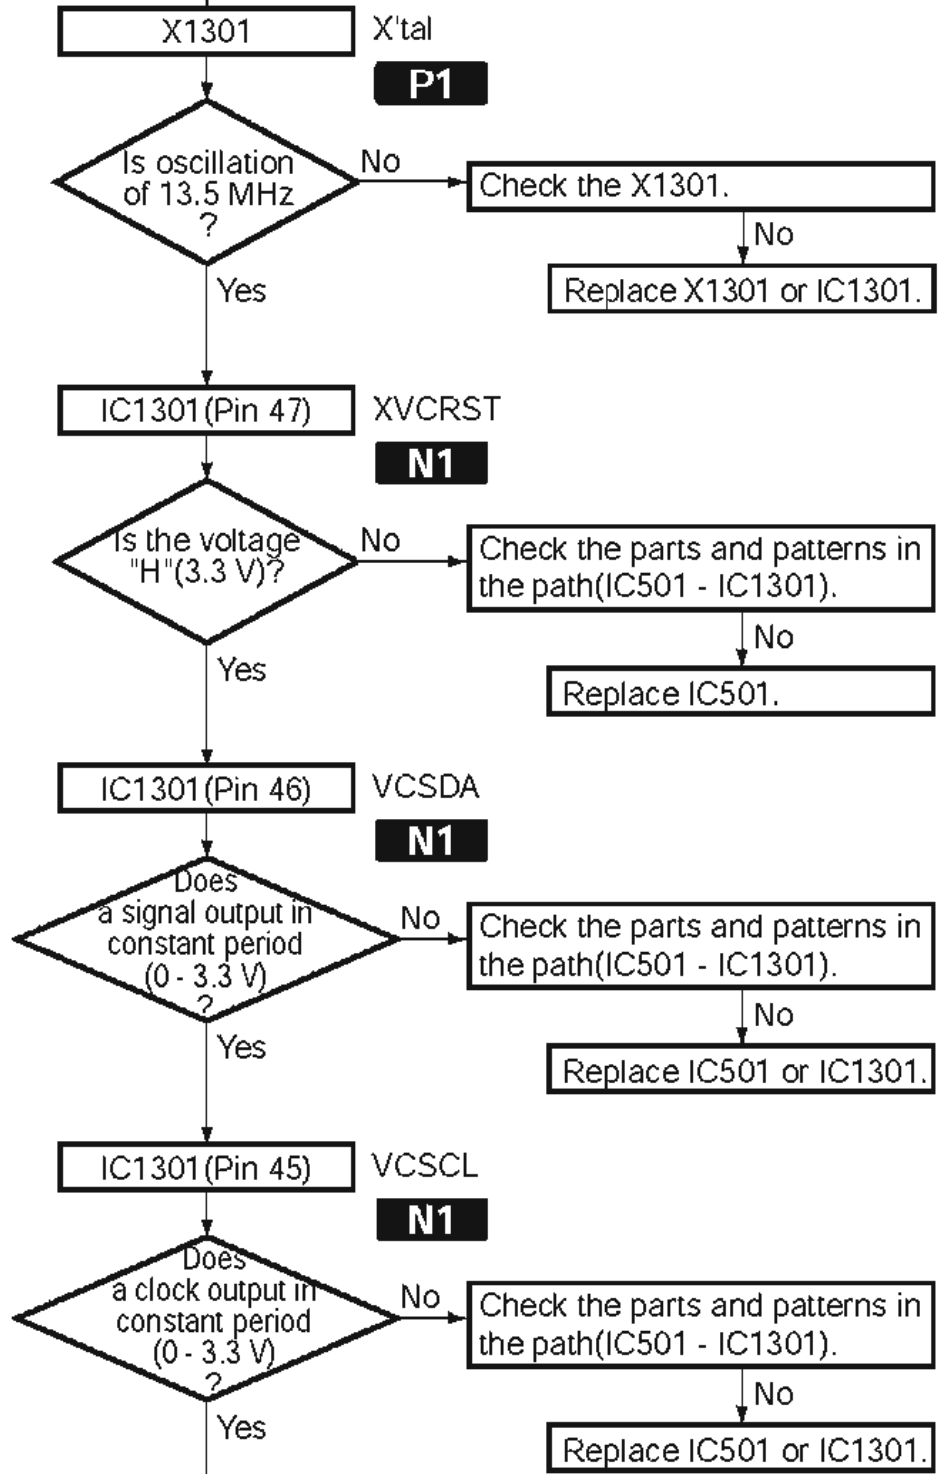 X1301
X'tal
P1
Is oscillation
of 13.5 MHz
?
No
Check the X1301.
No
Replace X1301 or IC1301.
Yes
IC1301(Pin 47)
XVCRST
N1
Is the voltage
"H"(3.3 V)?
No
Check the parts and patterns in
the path(IC501 - IC1301).
No
Replace IC501.
Yes
IC1301(Pin 46)
VCSDA
N1
Does
a signal output in
constant period
(0 - 3.3 V)
?
No
Check the parts and patterns in
the path(IC501 - IC1301).
No
Replace IC501 or IC1301.
Yes
IC1301(Pin 45)
VCSCL
N1
Does
a clock output in
constant period
(0 - 3.3 V)
?
No
Check the parts and patterns in
the path(IC501 - IC1301).
No
Replace IC501 or IC1301.
Yes